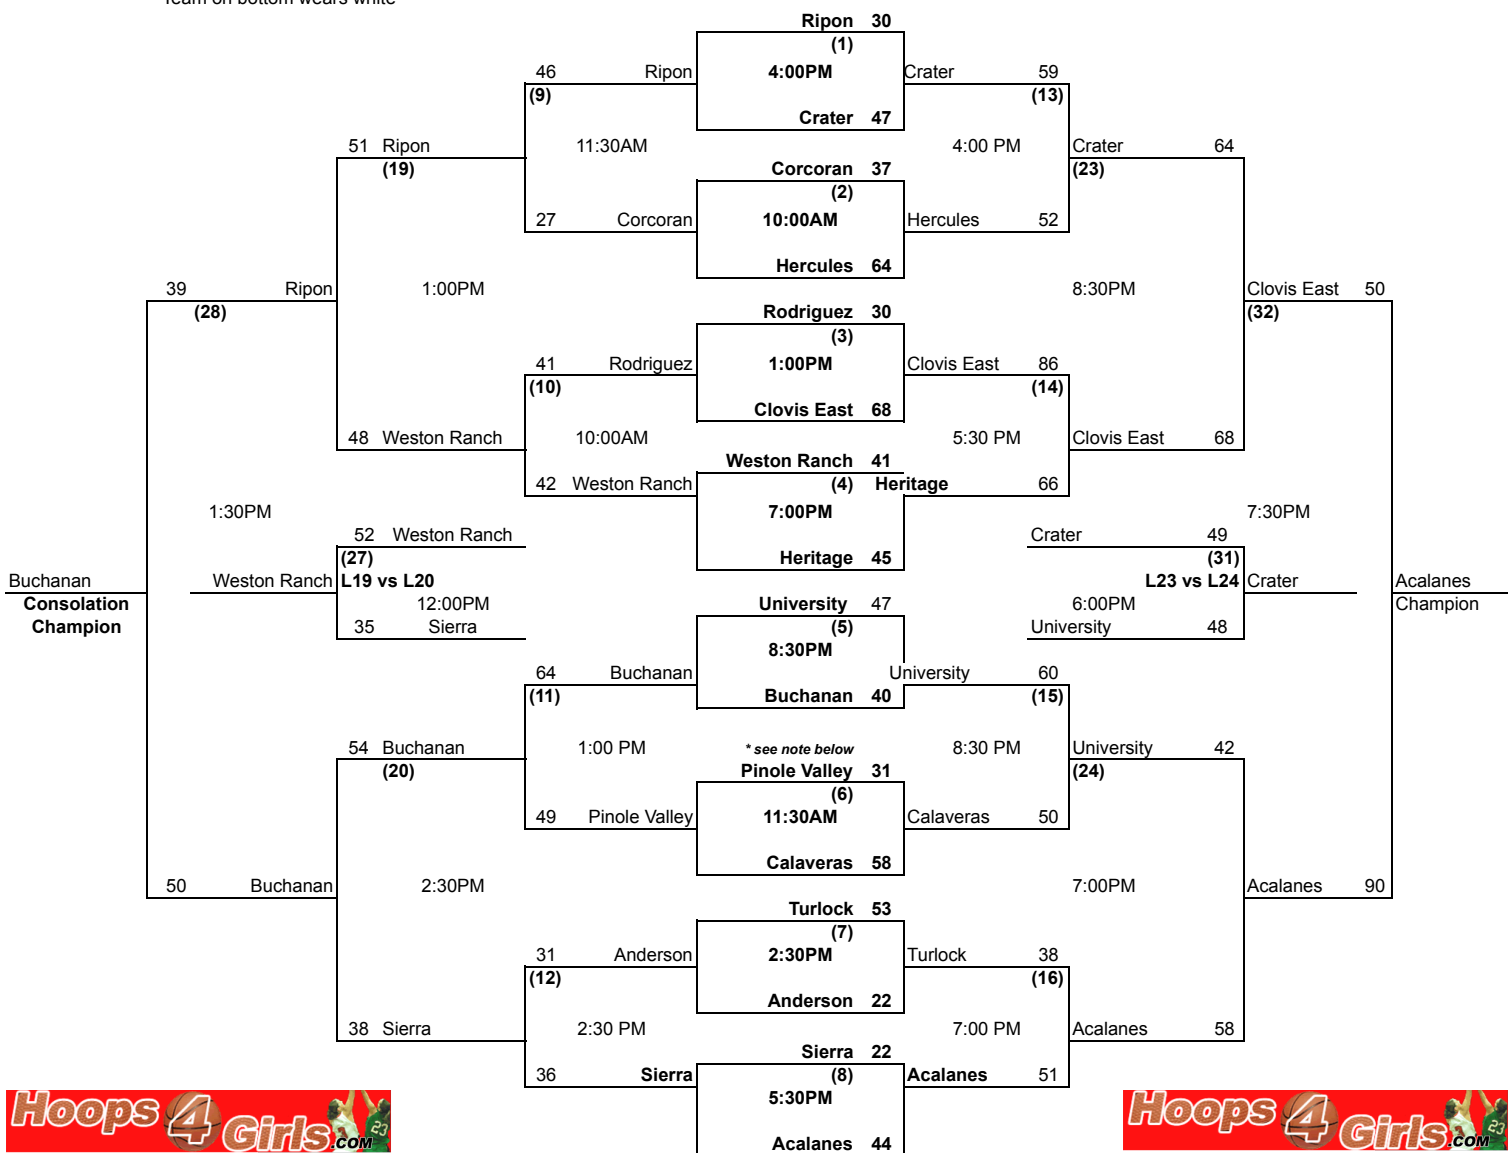 Team on bottom wears white
Ripon 30
(1)
46 Ripon 4:00PM Crater 59
(9) (13)
Crater 47
51 Ripon 11:30AM 4:00 PM Crater 64
(19) Corcoran 37 (23)
(2)
27 Corcoran 10:00AM Hercules 52
Hercules 64
39 Ripon 1:00PM 8:30PM Clovis East 50
(28) Rodriguez 30 (32)
(3)
41 Rodriguez 1:00PM Clovis East 86
(10) (14)
Clovis East 68
48 Weston Ranch 10:00AM 5:30 PM Clovis East 68
Weston Ranch 41
42 Weston Ranch (4) Heritage 66
1:30PM 7:00PM 7:30PM
52 Weston Ranch Crater 49
(27) Heritage 45 (31)
Buchanan Weston Ranch L19 vs L20 L23 vs L24 Crater Acalanes
Consolation 12:00PM University 47 6:00PM Champion
Champion 35 Sierra (5) University 48
8:30PM
64 Buchanan University 60
(11) Buchanan 40 (15)
54 Buchanan 1:00 PM * see note below 8:30 PM University 42
(20) Pinole Valley 31 (24)
(6)
49 Pinole Valley 11:30AM Calaveras 50
Calaveras 58
50 Buchanan 2:30PM 7:00PM Acalanes 90
Turlock 53
(7)
31 Anderson 2:30PM Turlock 38
(12) (16)
Anderson 22
38 Sierra 2:30 PM 7:00 PM Acalanes 58
Sierra 22
36 Sierra (8) Acalanes 51
5:30PM
Acalanes 44
Hoops 4 Girls.com 23
Hoops 4 Girls.com 23